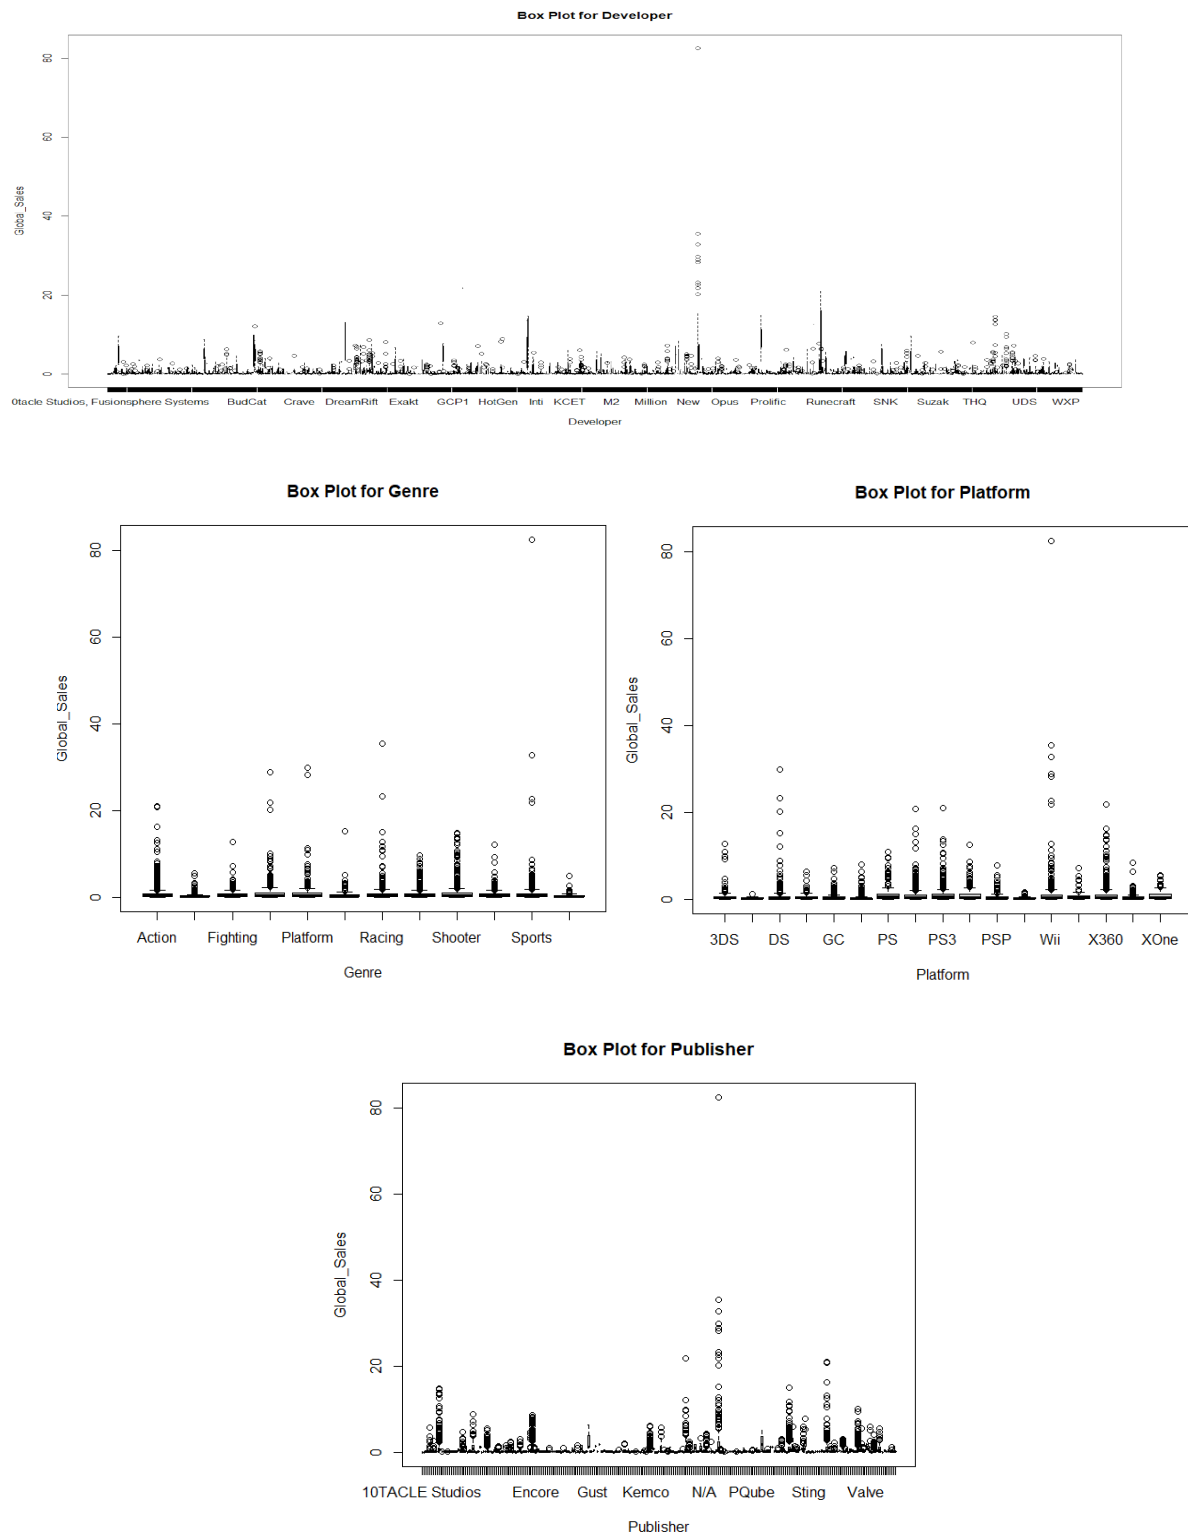 Box Plot for Developer
80
60
40
20
0
Global_Sales
0tacle Studios, Fusionsphere Systems BudCat Crave DreamRift Exakt GCP1 HotGen Inti KCET M2 Million New Opus Prolific Runecraft SNK Suzak THQ UDS WXP
Developer
Box Plot for Genre
80
60
40
20
0
Global_Sales
Action Fighting Platform Racing Shooter Sports
Genre
Box Plot for Platform
80
60
40
20
0
Global_Sales
3DS DS GC PS PS3 PSP Wii X360 XOne
Platform
Box Plot for Publisher
80
60
40
20
0
Global_Sales
10TACLE Studios Encore Gust Kemco N/A PQube Sting Valve
Publisher